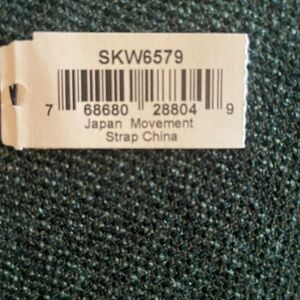 SKW6579
7 68680 28804 9
Japan Movement
Strap China